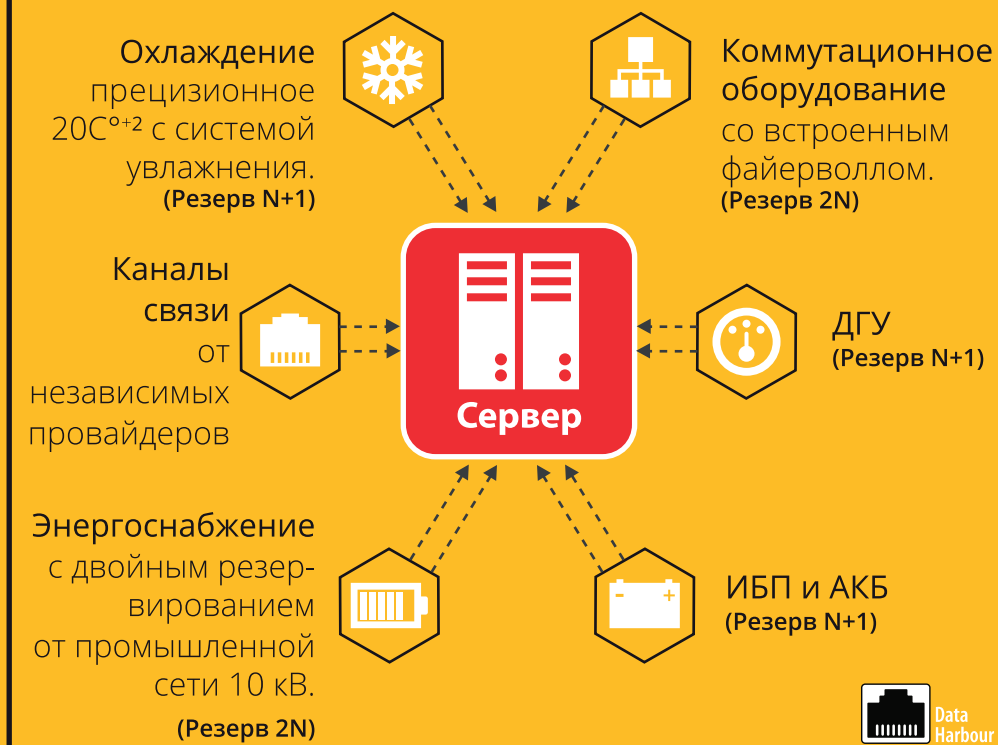 Охлаждение
прецизионное
20С°⁺² с системой
увлажнения.
(Резерв N+1)
Коммутационное
оборудование
со встроенным
файерволлом.
(Резерв 2N)
Каналы
связи
от
независимых
провайдеров
Сервер
ДГУ
(Резерв N+1)
Энергоснабжение
с двойным резер-
вированием
от промышленной
сети 10 кВ.
(Резерв 2N)
- +
ИБП и АКБ
(Резерв N+1)
Data
Harbour